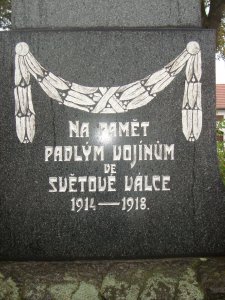 NA PAMĚT
PADLÝM VOJÍNŮM
VE
SVĚTOVÉ VÁLCE
1914—1918.